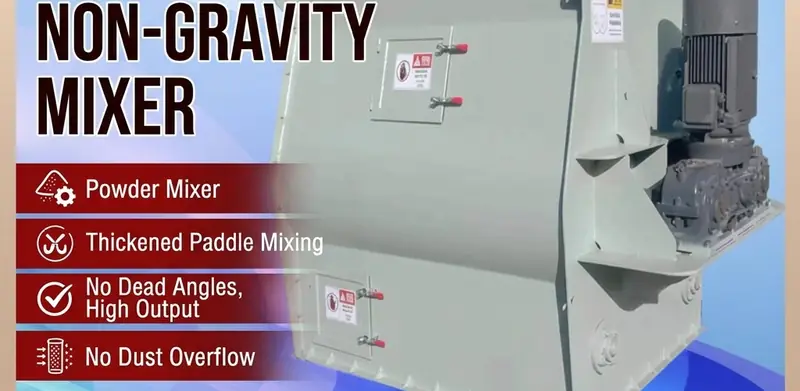 NON-GRAVITY
MIXER
Powder Mixer
Thickened Paddle Mixing
No Dead Angles,
High Output
No Dust Overflow